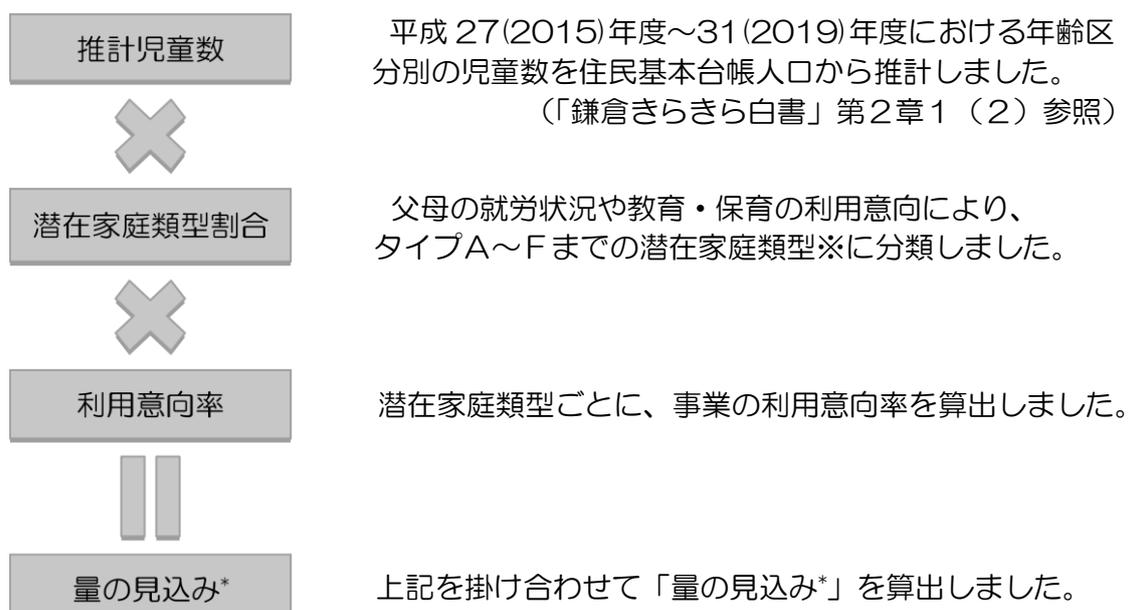 推計児童数
平成 27(2015)年度～31(2019)年度における年齢区
分別の児童数を住民基本台帳人口から推計しました。
（「鎌倉きらきら白書」第２章１（２）参照）
潜在家庭類型割合
父母の就労状況や教育・保育の利用意向により、
タイプＡ～Ｆまでの潜在家庭類型※に分類しました。
利用意向率
潜在家庭類型ごとに、事業の利用意向率を算出しました。
量の見込み*
上記を掛け合わせて「量の見込み*」を算出しました。